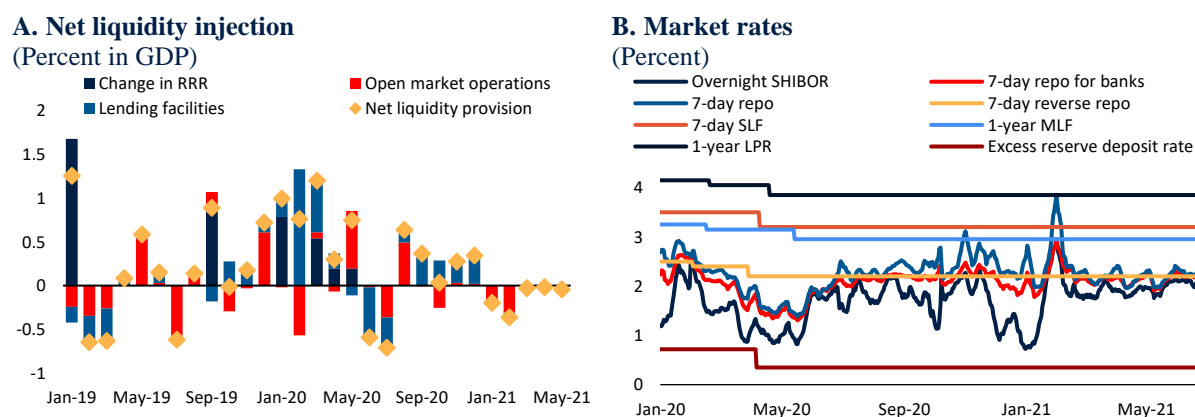 A. Net liquidity injection
(Percent in GDP)
Change in RRR
Open market operations
Lending facilities
Net liquidity provision
2
1.5
1
0.5
0
-0.5
-1
Jan-19 May-19 Sep-19 Jan-20 May-20 Sep-20 Jan-21 May-21
B. Market rates
(Percent)
Overnight SHIBOR
7-day repo for banks
7-day repo
7-day reverse repo
7-day SLF
1-year MLF
1-year LPR
Excess reserve deposit rate
4
3
2
1
0
Jan-20 May-20 Sep-20 Jan-21 May-21